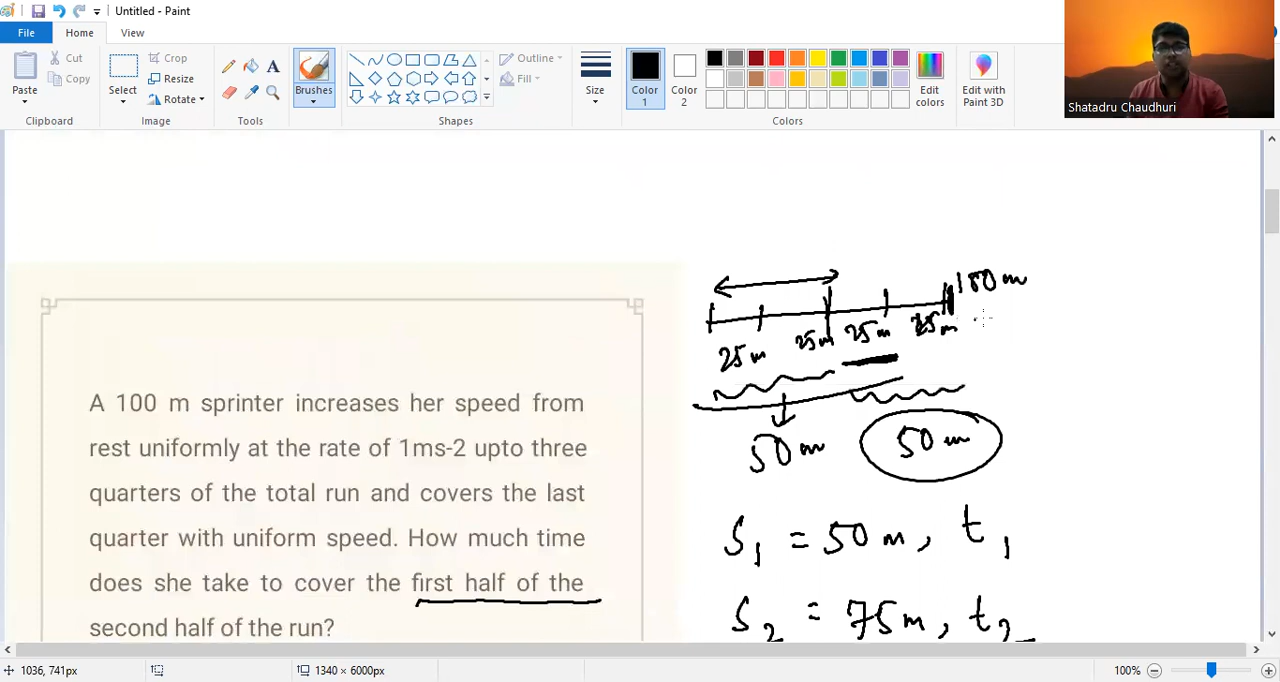 Untitled - Paint
File
Home
View
Paste
Cut
Copy
Clipboard
Select
Crop
Resize
Rotate
Image
A
Tools
Brushes
Shapes
Outline
Fill
Size
Color 1
Color 2
Edit colors
Edit with Paint 3D
Colors
Shatadru Chaudhuri
100 m
25 m 25 m 25 m 25 m
50 m 50 m
S1 = 50 m, t1
S2 = 75 m, t2
A 100 m sprinter increases her speed from
rest uniformly at the rate of 1ms-2 upto three
quarters of the total run and covers the last
quarter with uniform speed. How much time
does she take to cover the first half of the
second half of the run?
1036, 741px
1340 × 6000px
100%